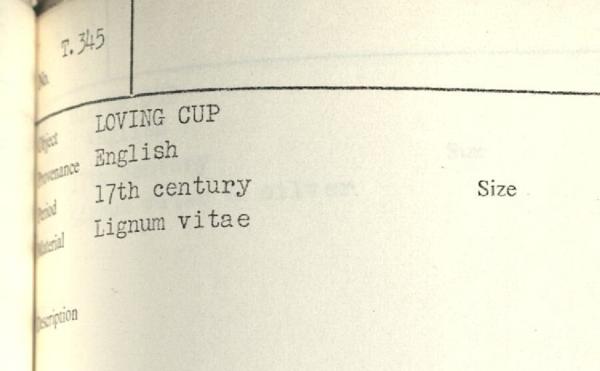 No. T.345
Object LOVING CUP
Provenance English
Period 17th century Size
Material Lignum vitae
Description